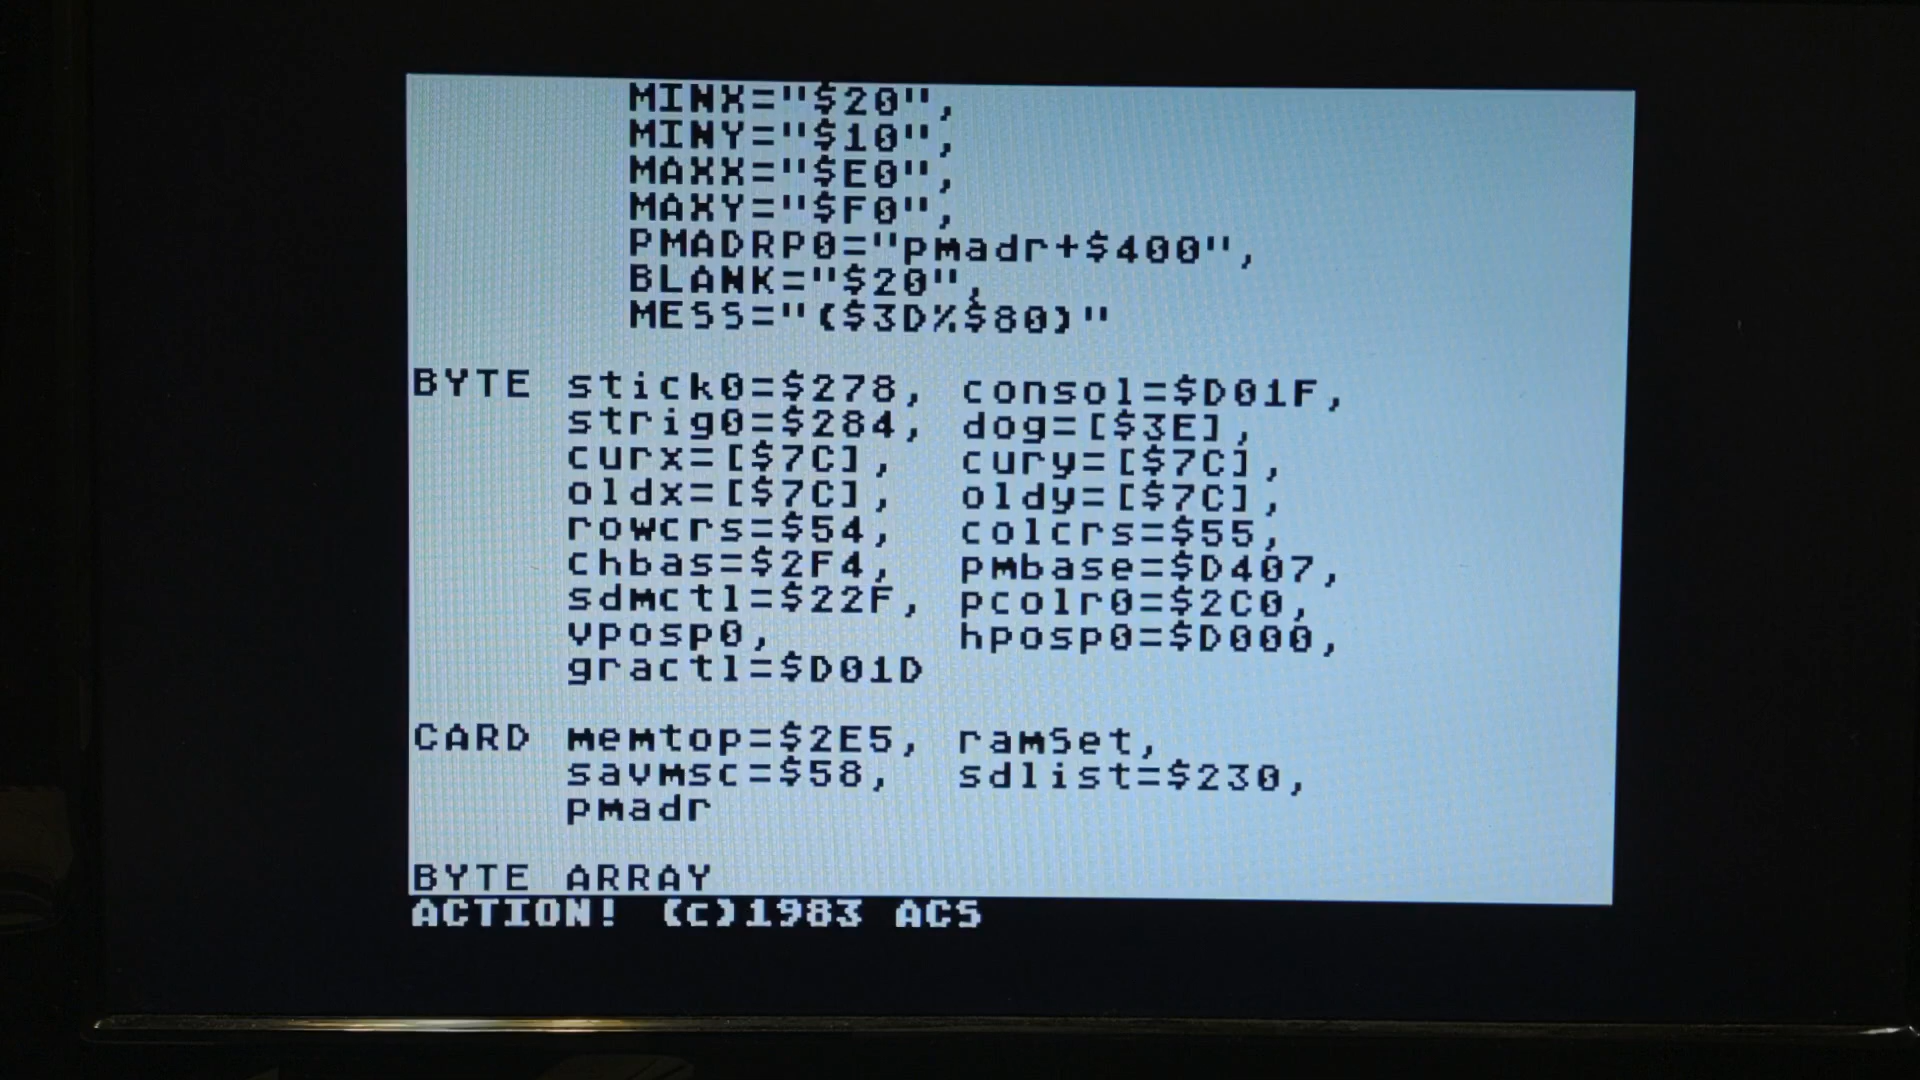 MINX="$20",
MINY="$10",
MAXX="$E0",
MAXY="$F0",
PMADRP0="pmadr+$400",
BLANK="$20",
MESS="($3D%$80)"
BYTE stick0=$278, consol=$D01F,
strig0=$284, dog=[$3E],
curx=[$7C], cury=[$7C],
oldx=[$7C], oldy=[$7C],
rowcrs=$54, colcrs=$55,
chbas=$2F4, pmbase=$D407,
sdmctl=$22F, pcolr0=$2C0,
vposp0, hposp0=$D000,
gractl=$D01D
CARD memtop=$2E5, ramSet,
savmsc=$58, sdlist=$230,
pmadr
BYTE ARRAY
ACTION! (c)1983 ACS